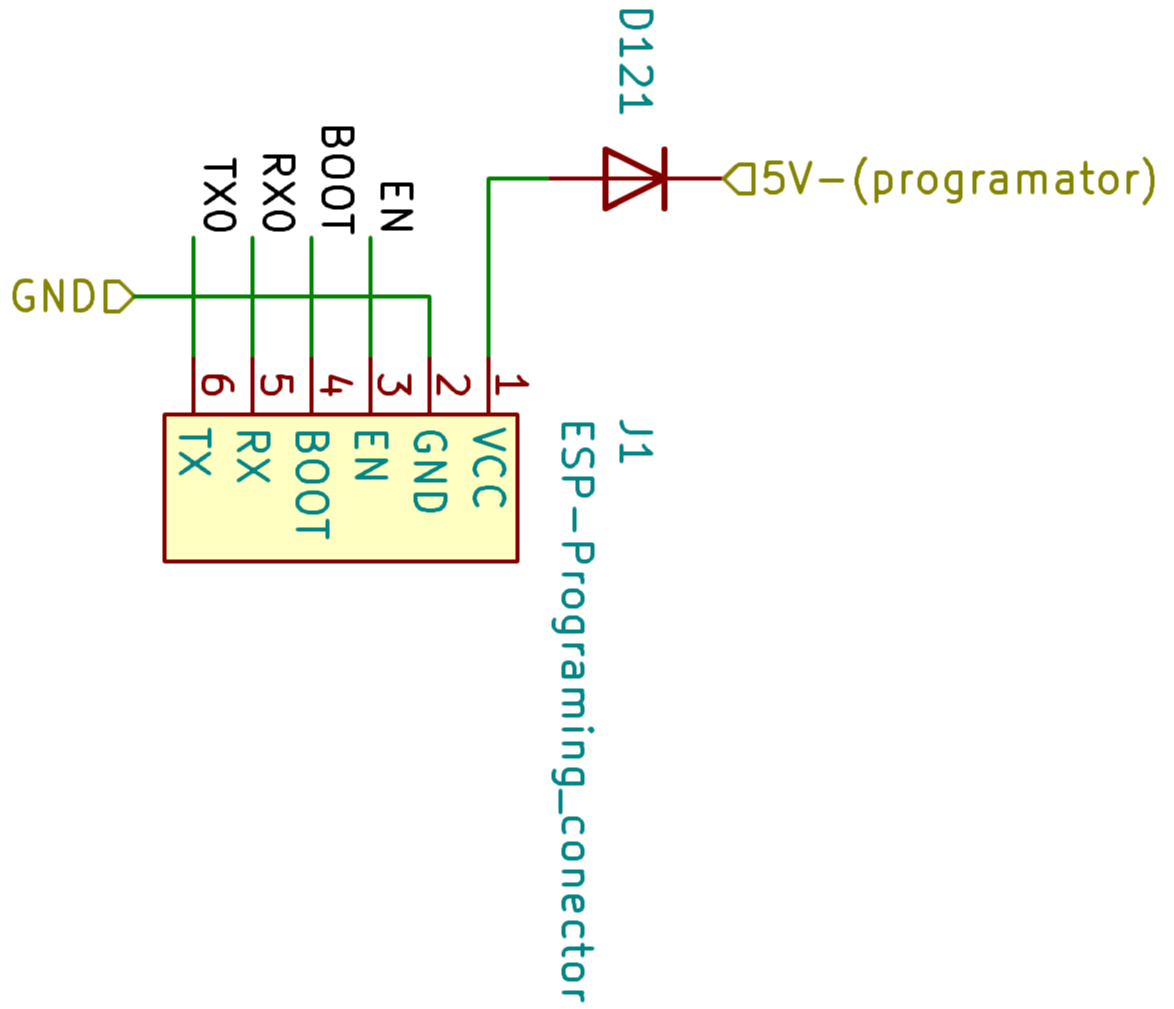 D121
5V-(programator)
TX0
RX0
BOOT
EN
GND
6
5
4
3
2
1
TX
RX
BOOT
EN
GND
VCC
J1
ESP-Programing_conector